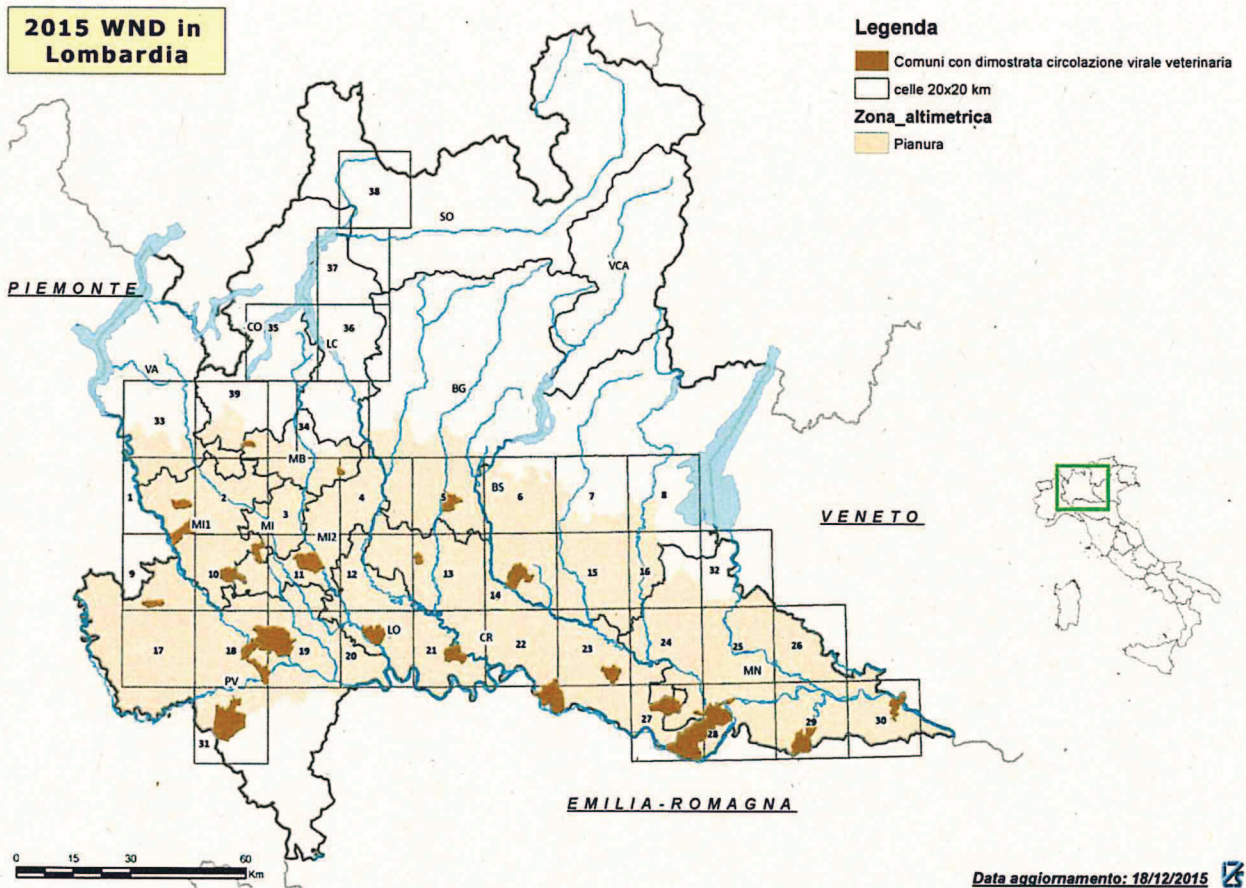 2015 WND in
Lombardia
Legenda
Comuni con dimostrata circolazione virale veterinaria
celle 20x20 km
Zona_altimetrica
Pianura
38
SO
37
VCA
PIEMONTE
CO
35
36
LC
VA
BG
39
33
34
MB
1
2
3
4
5
BS
6
7
8
MI1
MI
MI2
VENETO
9
10
11
12
13
14
15
16
32
17
18
19
20
LO
21
CR
22
23
24
25
26
PV
MN
27
28
29
30
31
EMILIA-ROMAGNA
0 15 30 60
Km
Data aggiornamento: 18/12/2015